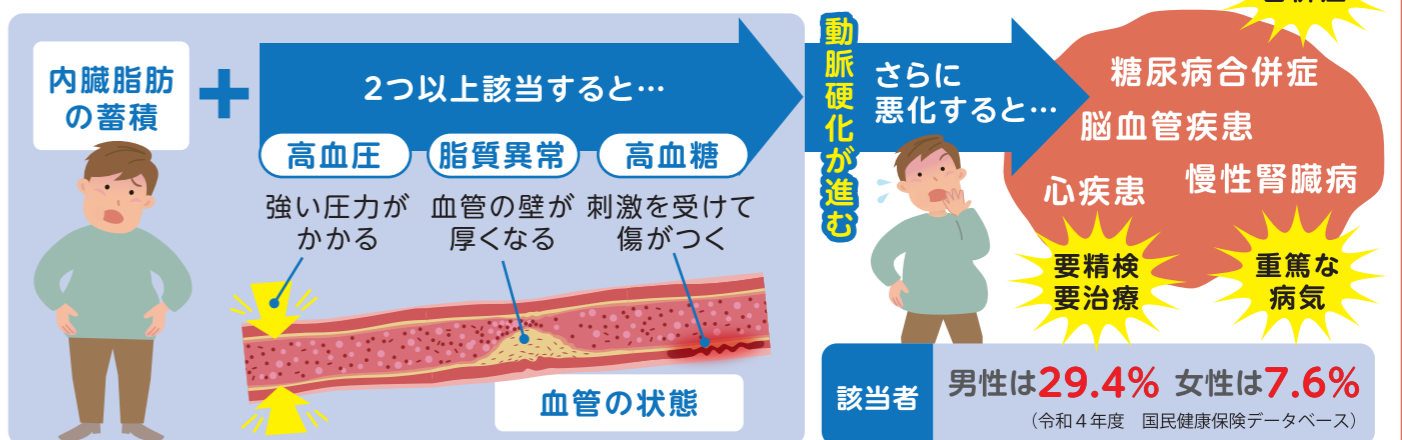 内臓脂肪
の蓄積
+
2つ以上該当すると…
高血圧
強い圧力が
かかる
脂質異常
血管の壁が
厚くなる
高血糖
刺激を受けて
傷がつく
血管の状態
動脈硬化が進む
さらに
悪化すると…
糖尿病合併症
脳血管疾患
心疾患
慢性腎臓病
要精検
要治療
重篤な
病気
該当者
男性は29.4% 女性は7.6%
（令和4年度 国民健康保険データベース）